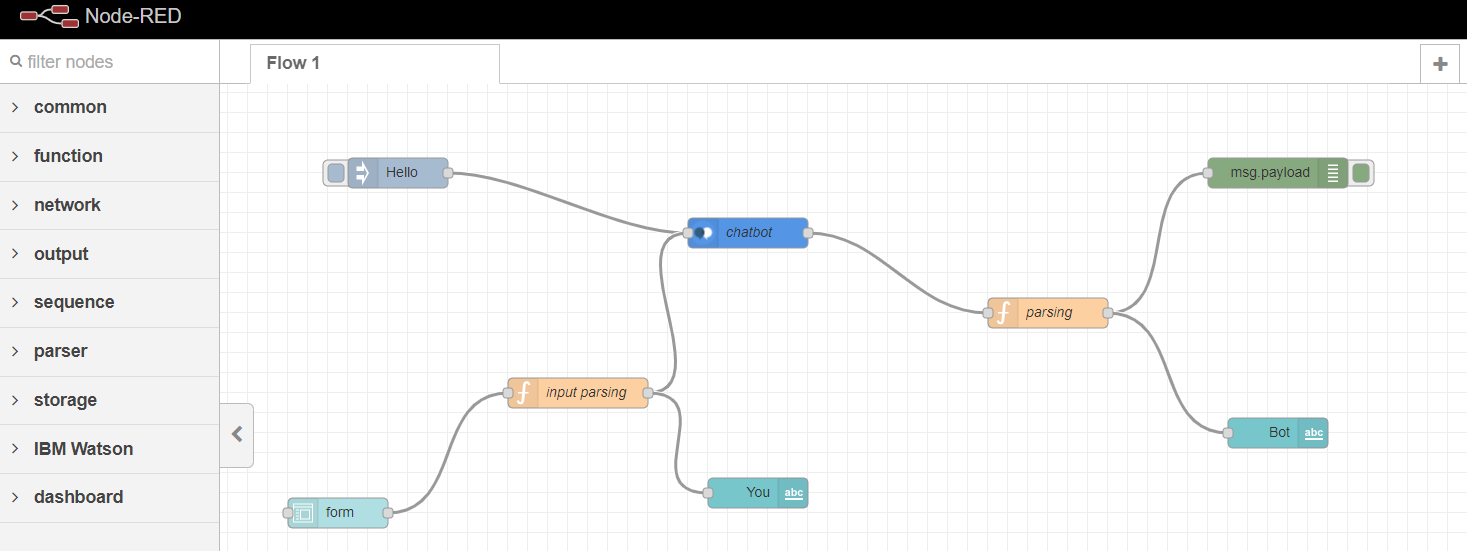 Node-RED
filter nodes
Flow 1
common
function
network
output
sequence
parser
storage
IBM Watson
dashboard
Hello
msg.payload
chatbot
parsing
input parsing
Bot abc
You abc
form